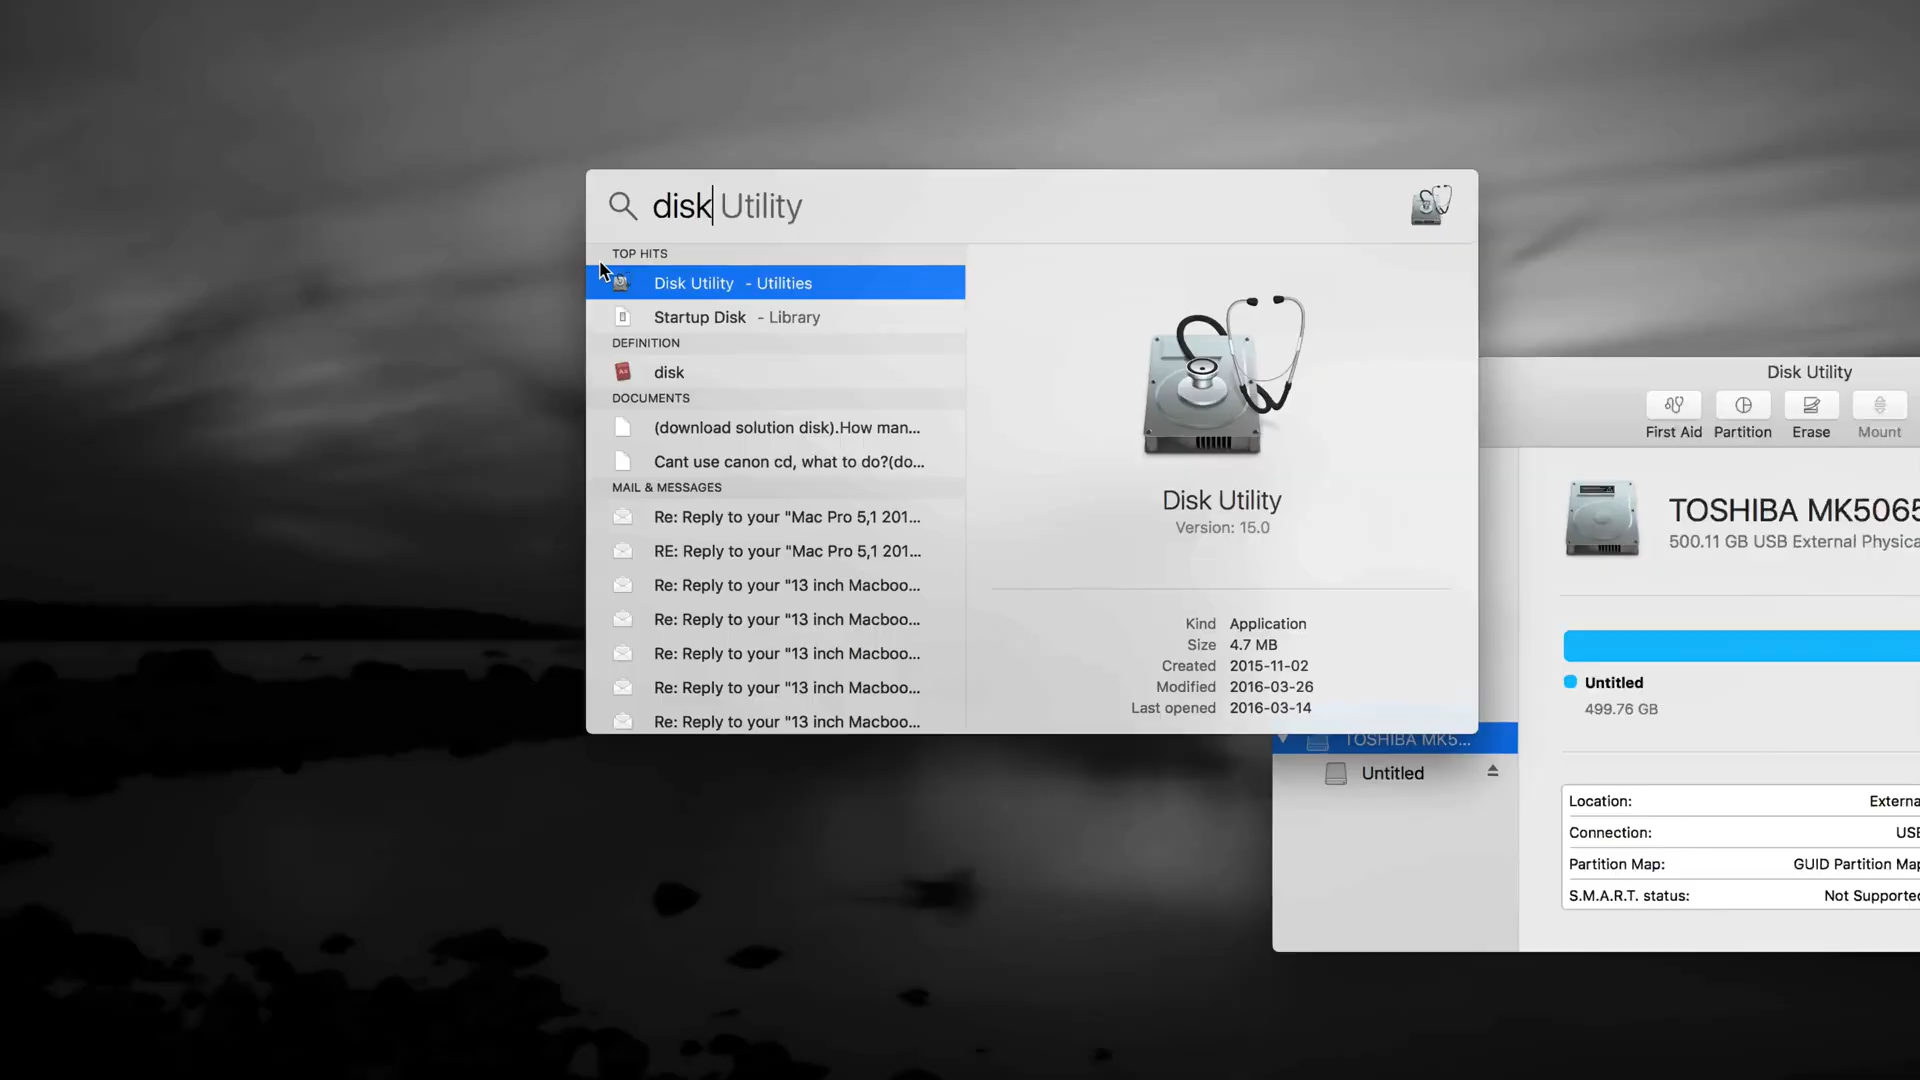 disk Utility
TOP HITS
Disk Utility - Utilities
Startup Disk - Library
DEFINITION
disk
DOCUMENTS
(download solution disk).How man...
Cant use canon cd, what to do?(do...
MAIL & MESSAGES
Re: Reply to your "Mac Pro 5,1 201...
RE: Reply to your "Mac Pro 5,1 201...
Re: Reply to your "13 inch Macboo...
Re: Reply to your "13 inch Macboo...
Re: Reply to your "13 inch Macboo...
Re: Reply to your "13 inch Macboo...
Re: Reply to your "13 inch Macboo...
Disk Utility
Version: 15.0
Kind Application
Size 4.7 MB
Created 2015-11-02
Modified 2016-03-26
Last opened 2016-03-14
Disk Utility
First Aid Partition Erase Mount
TOSHIBA MK5...
Untitled
TOSHIBA MK5065
500.11 GB USB External Physica
Untitled
499.76 GB
Location: Externa
Connection: USB
Partition Map: GUID Partition Map
S.M.A.R.T. status: Not Supported